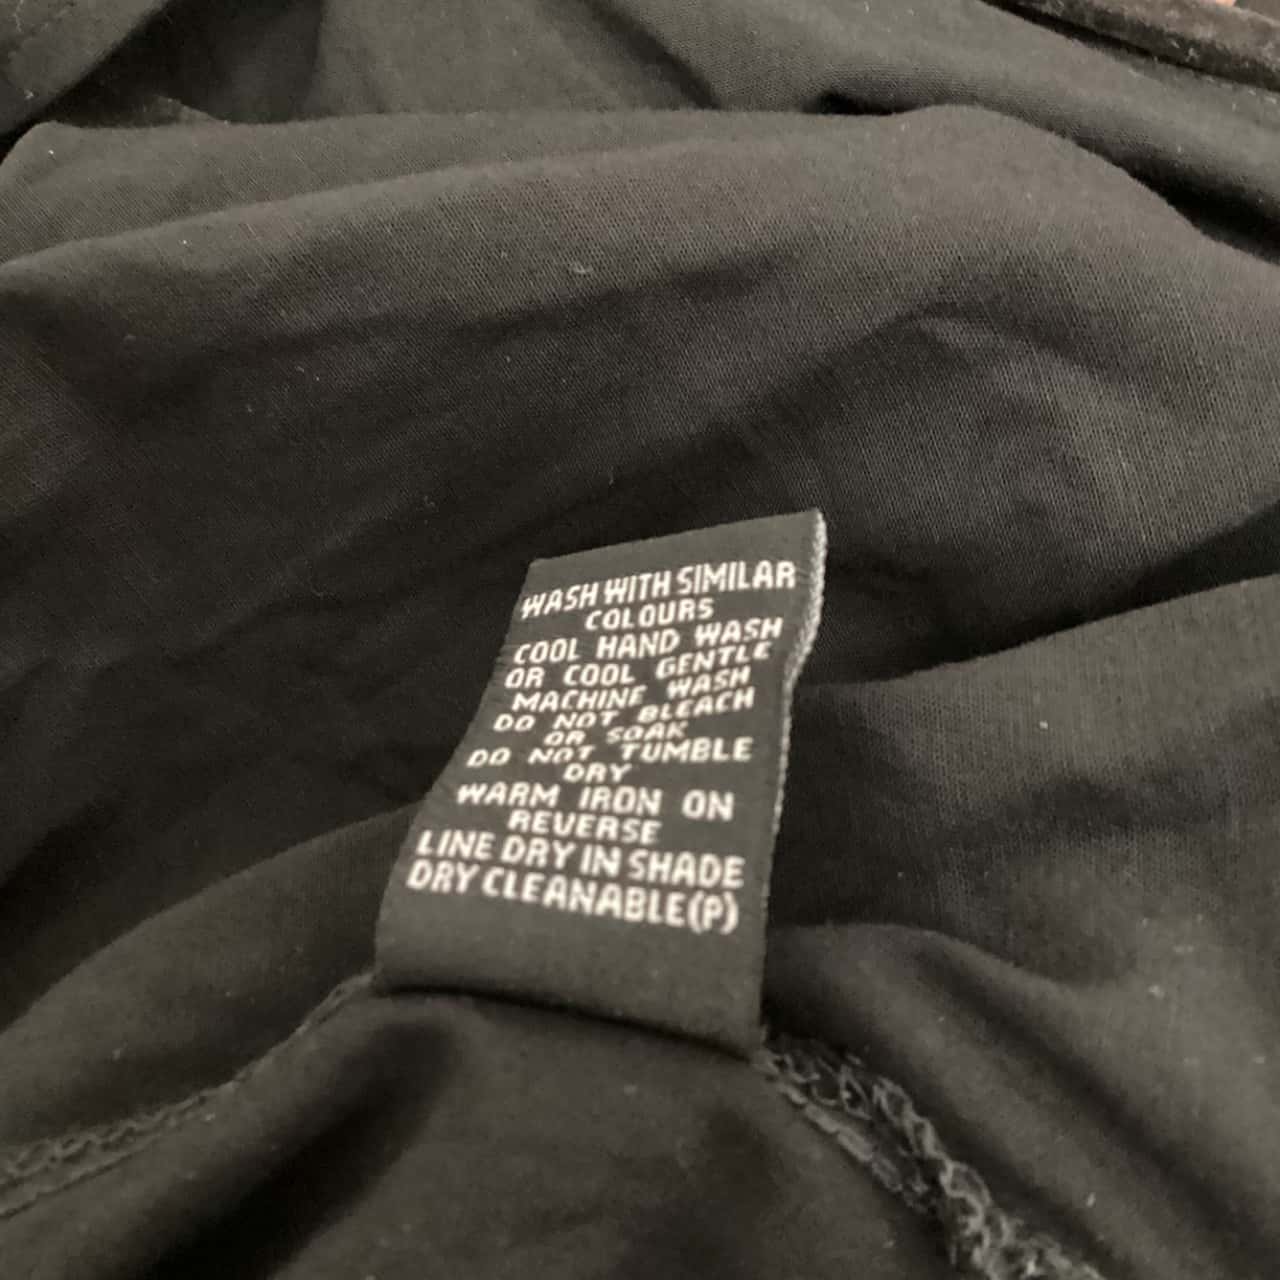 WASH WITH SIMILAR
COLOURS
COOL HAND WASH
OR COOL GENTLE
MACHINE WASH
DO NOT BLEACH
OR SOAK
DO NOT TUMBLE
DRY
WARM IRON ON
REVERSE
LINE DRY IN SHADE
DRY CLEANABLE(P)